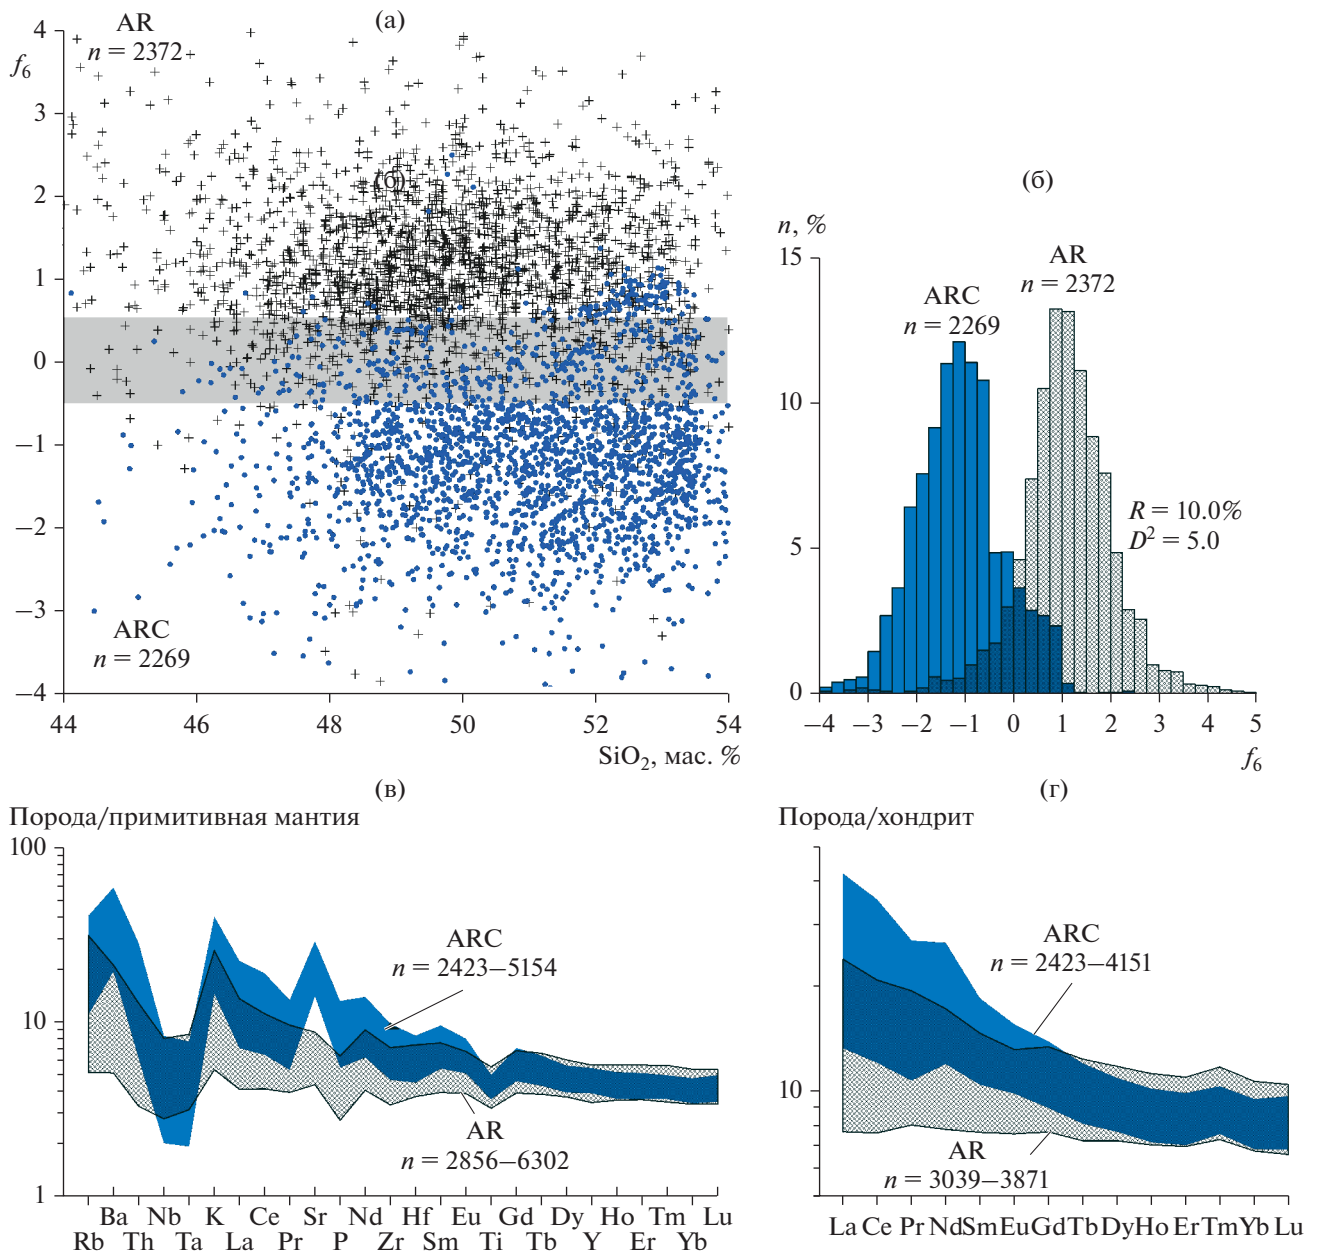 (а)
4
AR
n = 2372
f6
3
2
(б)
1
0
–1
–2
–3
ARC
n = 2269
–4
44
46
48
50
52
54
SiO2, мас. %
(б)
n, %
15
AR
n = 2372
ARC
n = 2269
10
R = 10.0%
D2 = 5.0
5
0
–4 –3 –2 –1 0 1 2 3 4 5
f6
(в)
Порода/примитивная мантия
100
ARC
n = 2423–5154
10
AR
n = 2856–6302
1
Ba Nb K Ce Sr Nd Hf Eu Gd Dy Ho Tm Lu
Rb Th Ta La Pr P Zr Sm Ti Tb Y Er Yb
(г)
Порода/хондрит
ARC
n = 2423–4151
10
AR
n = 3039–3871
La Ce Pr Nd Sm Eu Gd Tb Dy Ho Er Tm Yb Lu